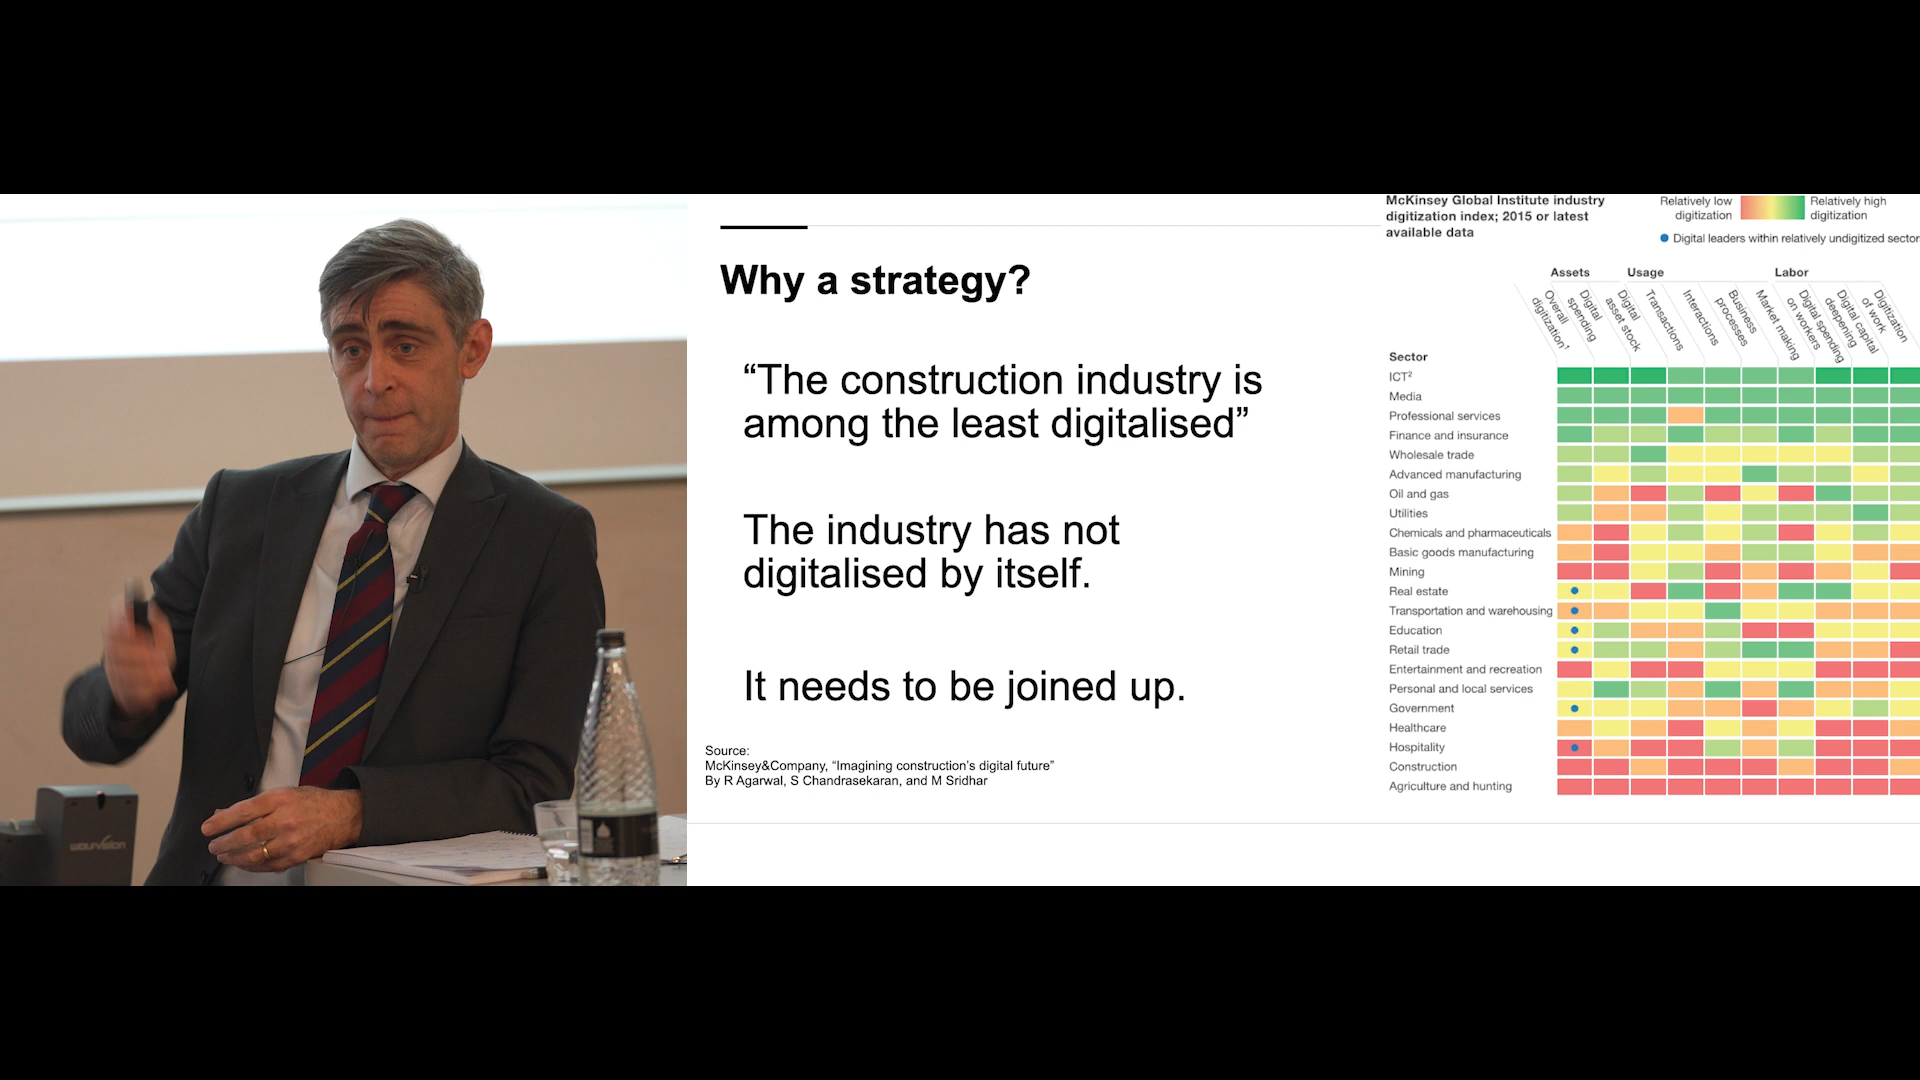 Why a strategy?
“The construction industry is
among the least digitalised”
The industry has not
digitalised by itself.
It needs to be joined up.
Source:
McKinsey&Company, “Imagining construction’s digital future”
By R Agarwal, S Chandrasekaran, and M Sridhar
McKinsey Global Institute industry
digitization index; 2015 or latest
available data
Relatively low
digitization
Relatively high
digitization
Digital leaders within relatively undigitized sector
Assets
Usage
Labor
Overall
digitization¹
Digital
spending
Digital
asset stock
Transactions
Interactions
Business
processes
Market making
Digital spending
on workers
Digital capital
deepening
Digitization
of work
Sector
ICT²
Media
Professional services
Finance and insurance
Wholesale trade
Advanced manufacturing
Oil and gas
Utilities
Chemicals and pharmaceuticals
Basic goods manufacturing
Mining
Real estate
Transportation and warehousing
Education
Retail trade
Entertainment and recreation
Personal and local services
Government
Healthcare
Hospitality
Construction
Agriculture and hunting
wolfvision